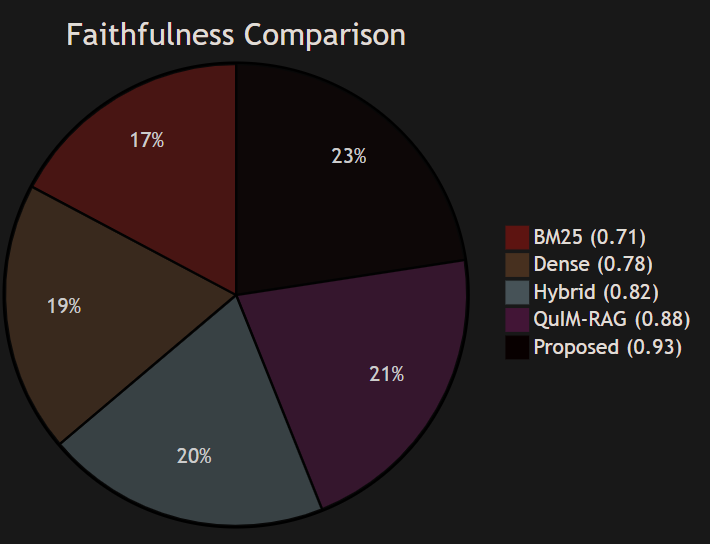 Faithfulness Comparison
17%
23%
19%
21%
20%
BM25 (0.71)
Dense (0.78)
Hybrid (0.82)
QuIM-RAG (0.88)
Proposed (0.93)